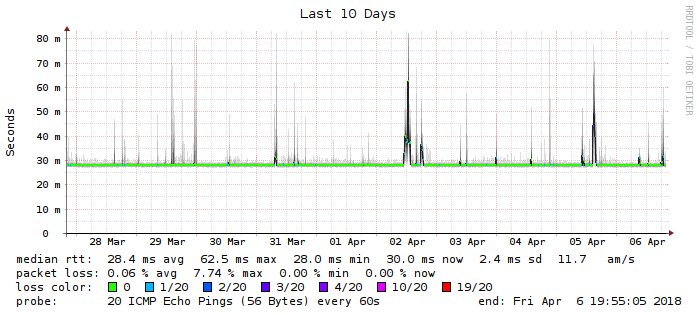 Last 10 Days
RRDTOOL / TOBI OETIKER
Seconds
80 m
70 m
60 m
50 m
40 m
30 m
20 m
10 m
0
28 Mar 29 Mar 30 Mar 31 Mar 01 Apr 02 Apr 03 Apr 04 Apr 05 Apr 06 Apr
median rtt: 28.4 ms avg 62.5 ms max 28.0 ms min 30.0 ms now 2.4 ms sd 11.7 am/s
packet loss: 0.06 % avg 7.74 % max 0.00 % min 0.00 % now
loss color: 0 1/20 2/20 3/20 4/20 10/20 19/20
probe: 20 ICMP Echo Pings (56 Bytes) every 60s end: Fri Apr 6 19:55:05 2018